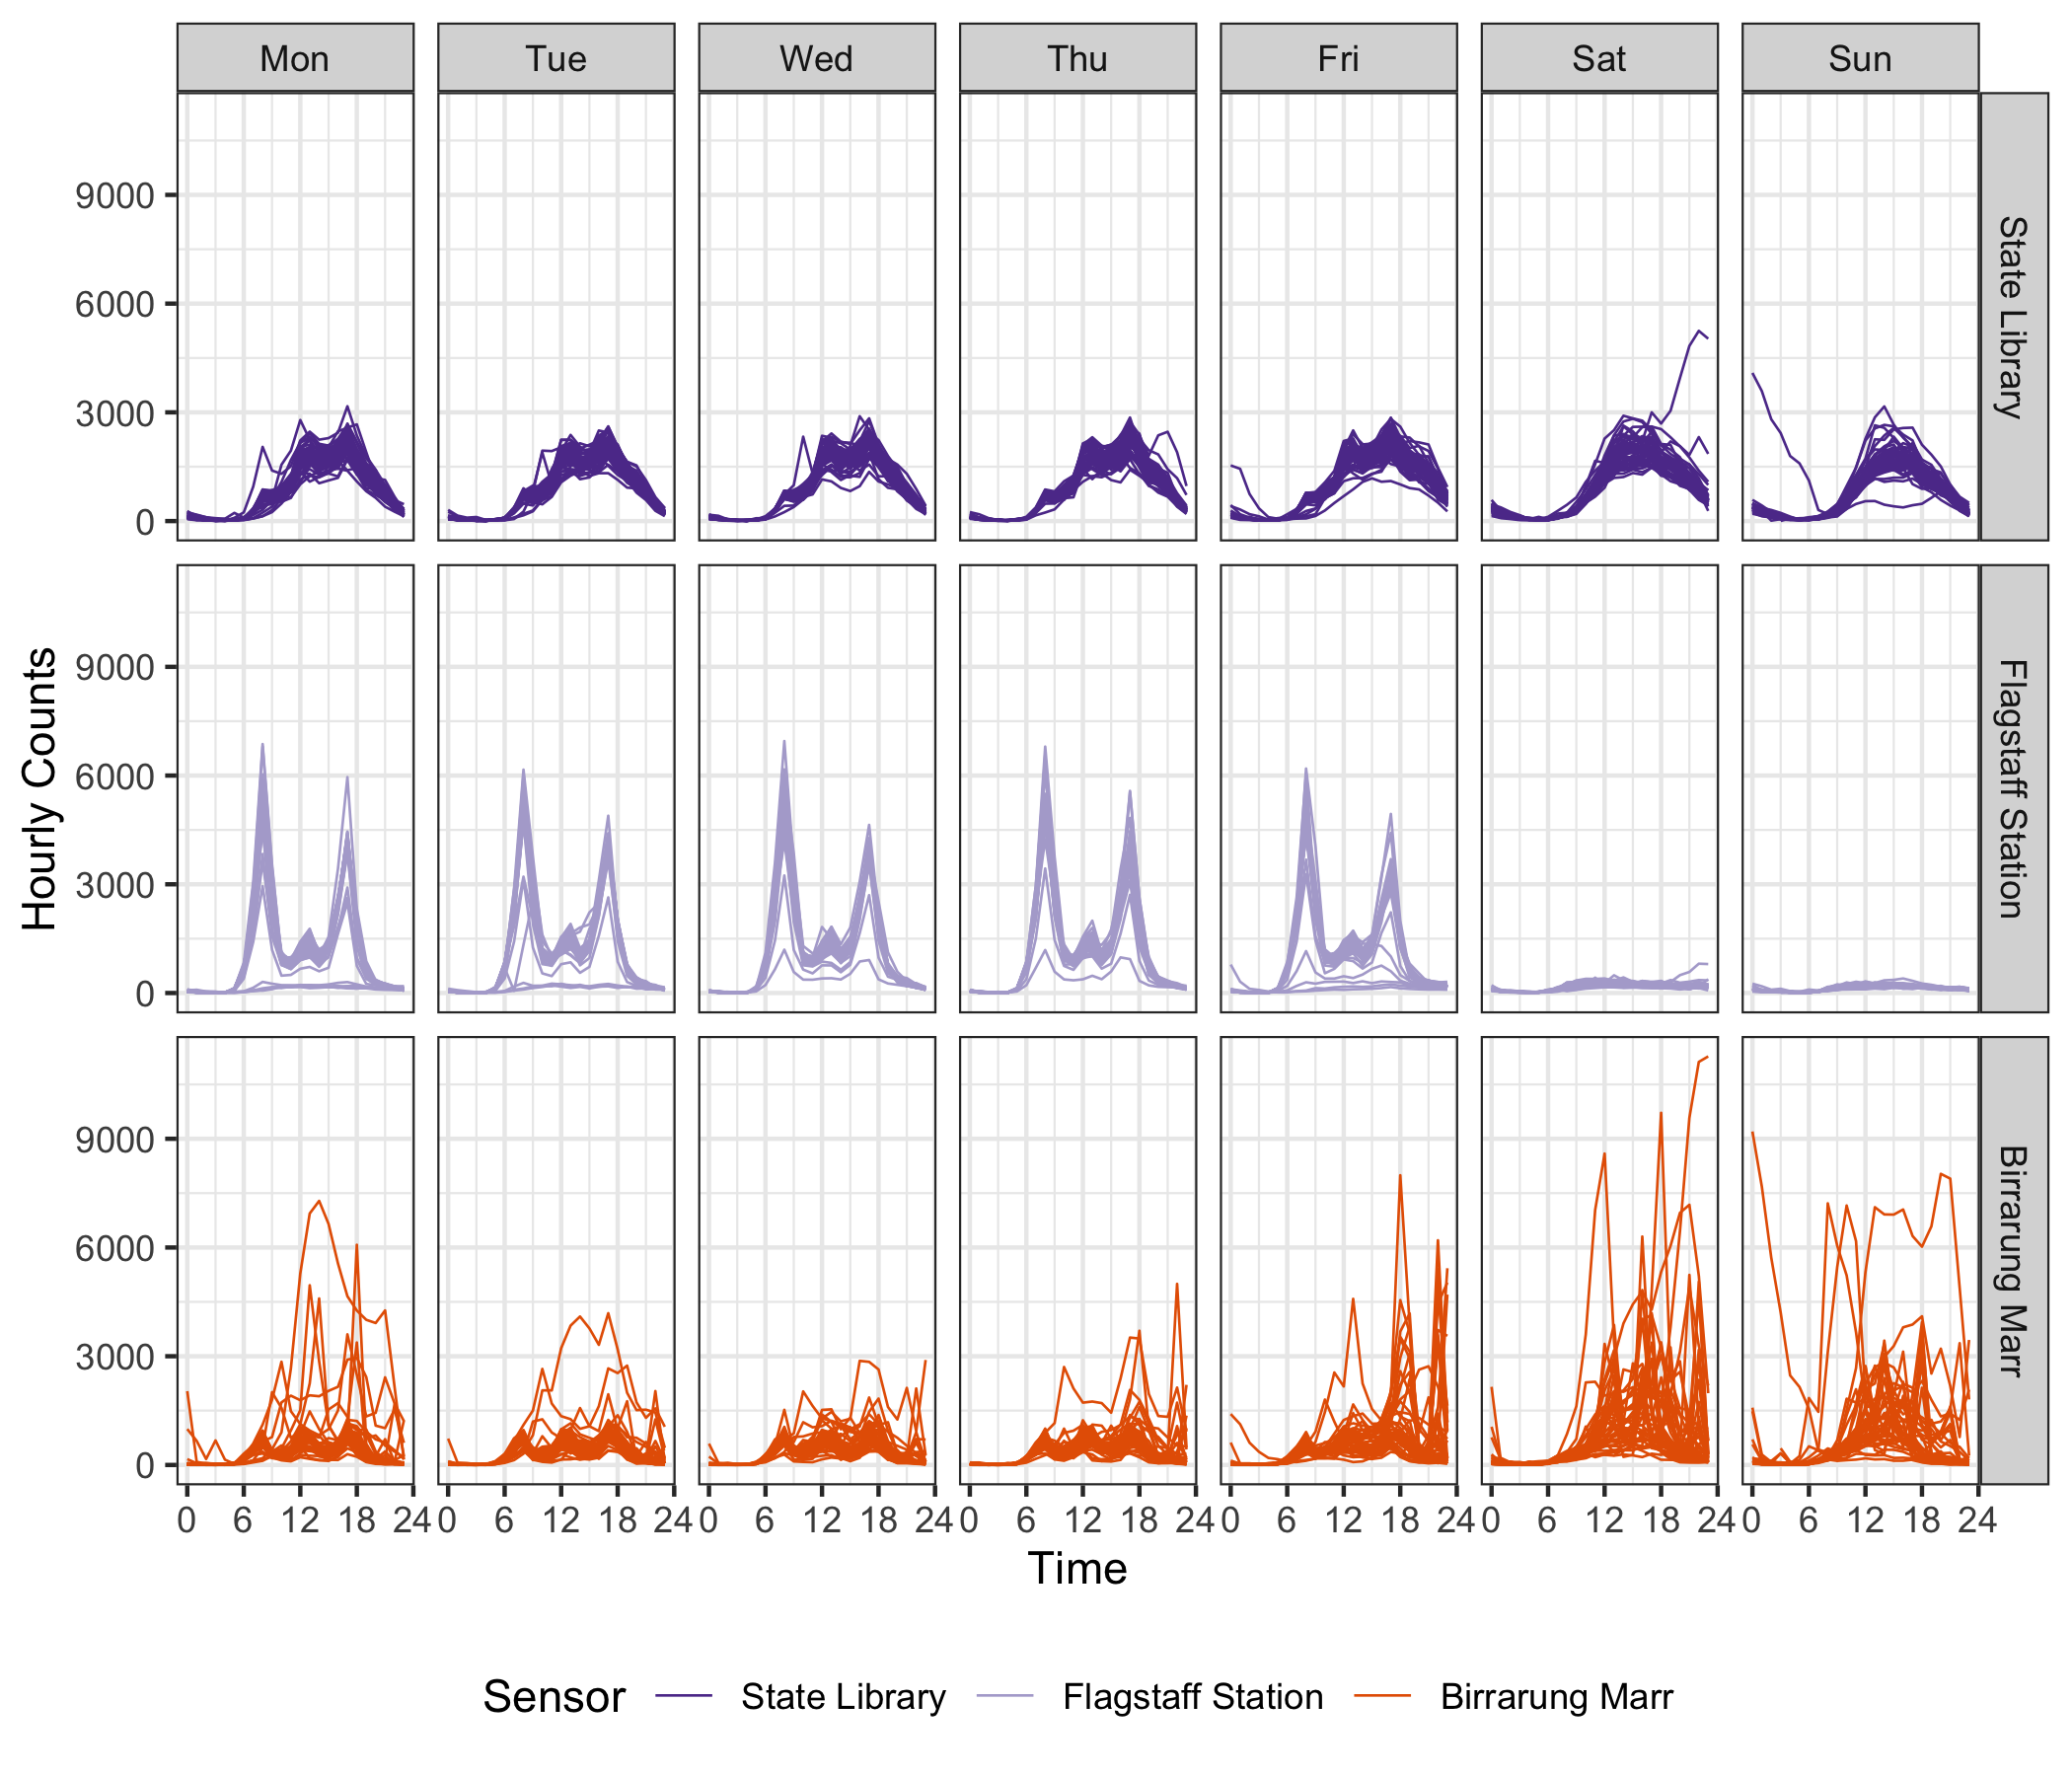 Mon Tue Wed Thu Fri Sat Sun
9000
6000
3000
0
State Library
9000
6000
3000
0
Flagstaff Station
9000
6000
3000
0
Birrarung Marr
Hourly Counts
0 6 12 18 24 0 6 12 18 24 0 6 12 18 24 0 6 12 18 24 0 6 12 18 24 0 6 12 18 24 0 6 12 18 24
Time
Sensor State Library Flagstaff Station Birrarung Marr